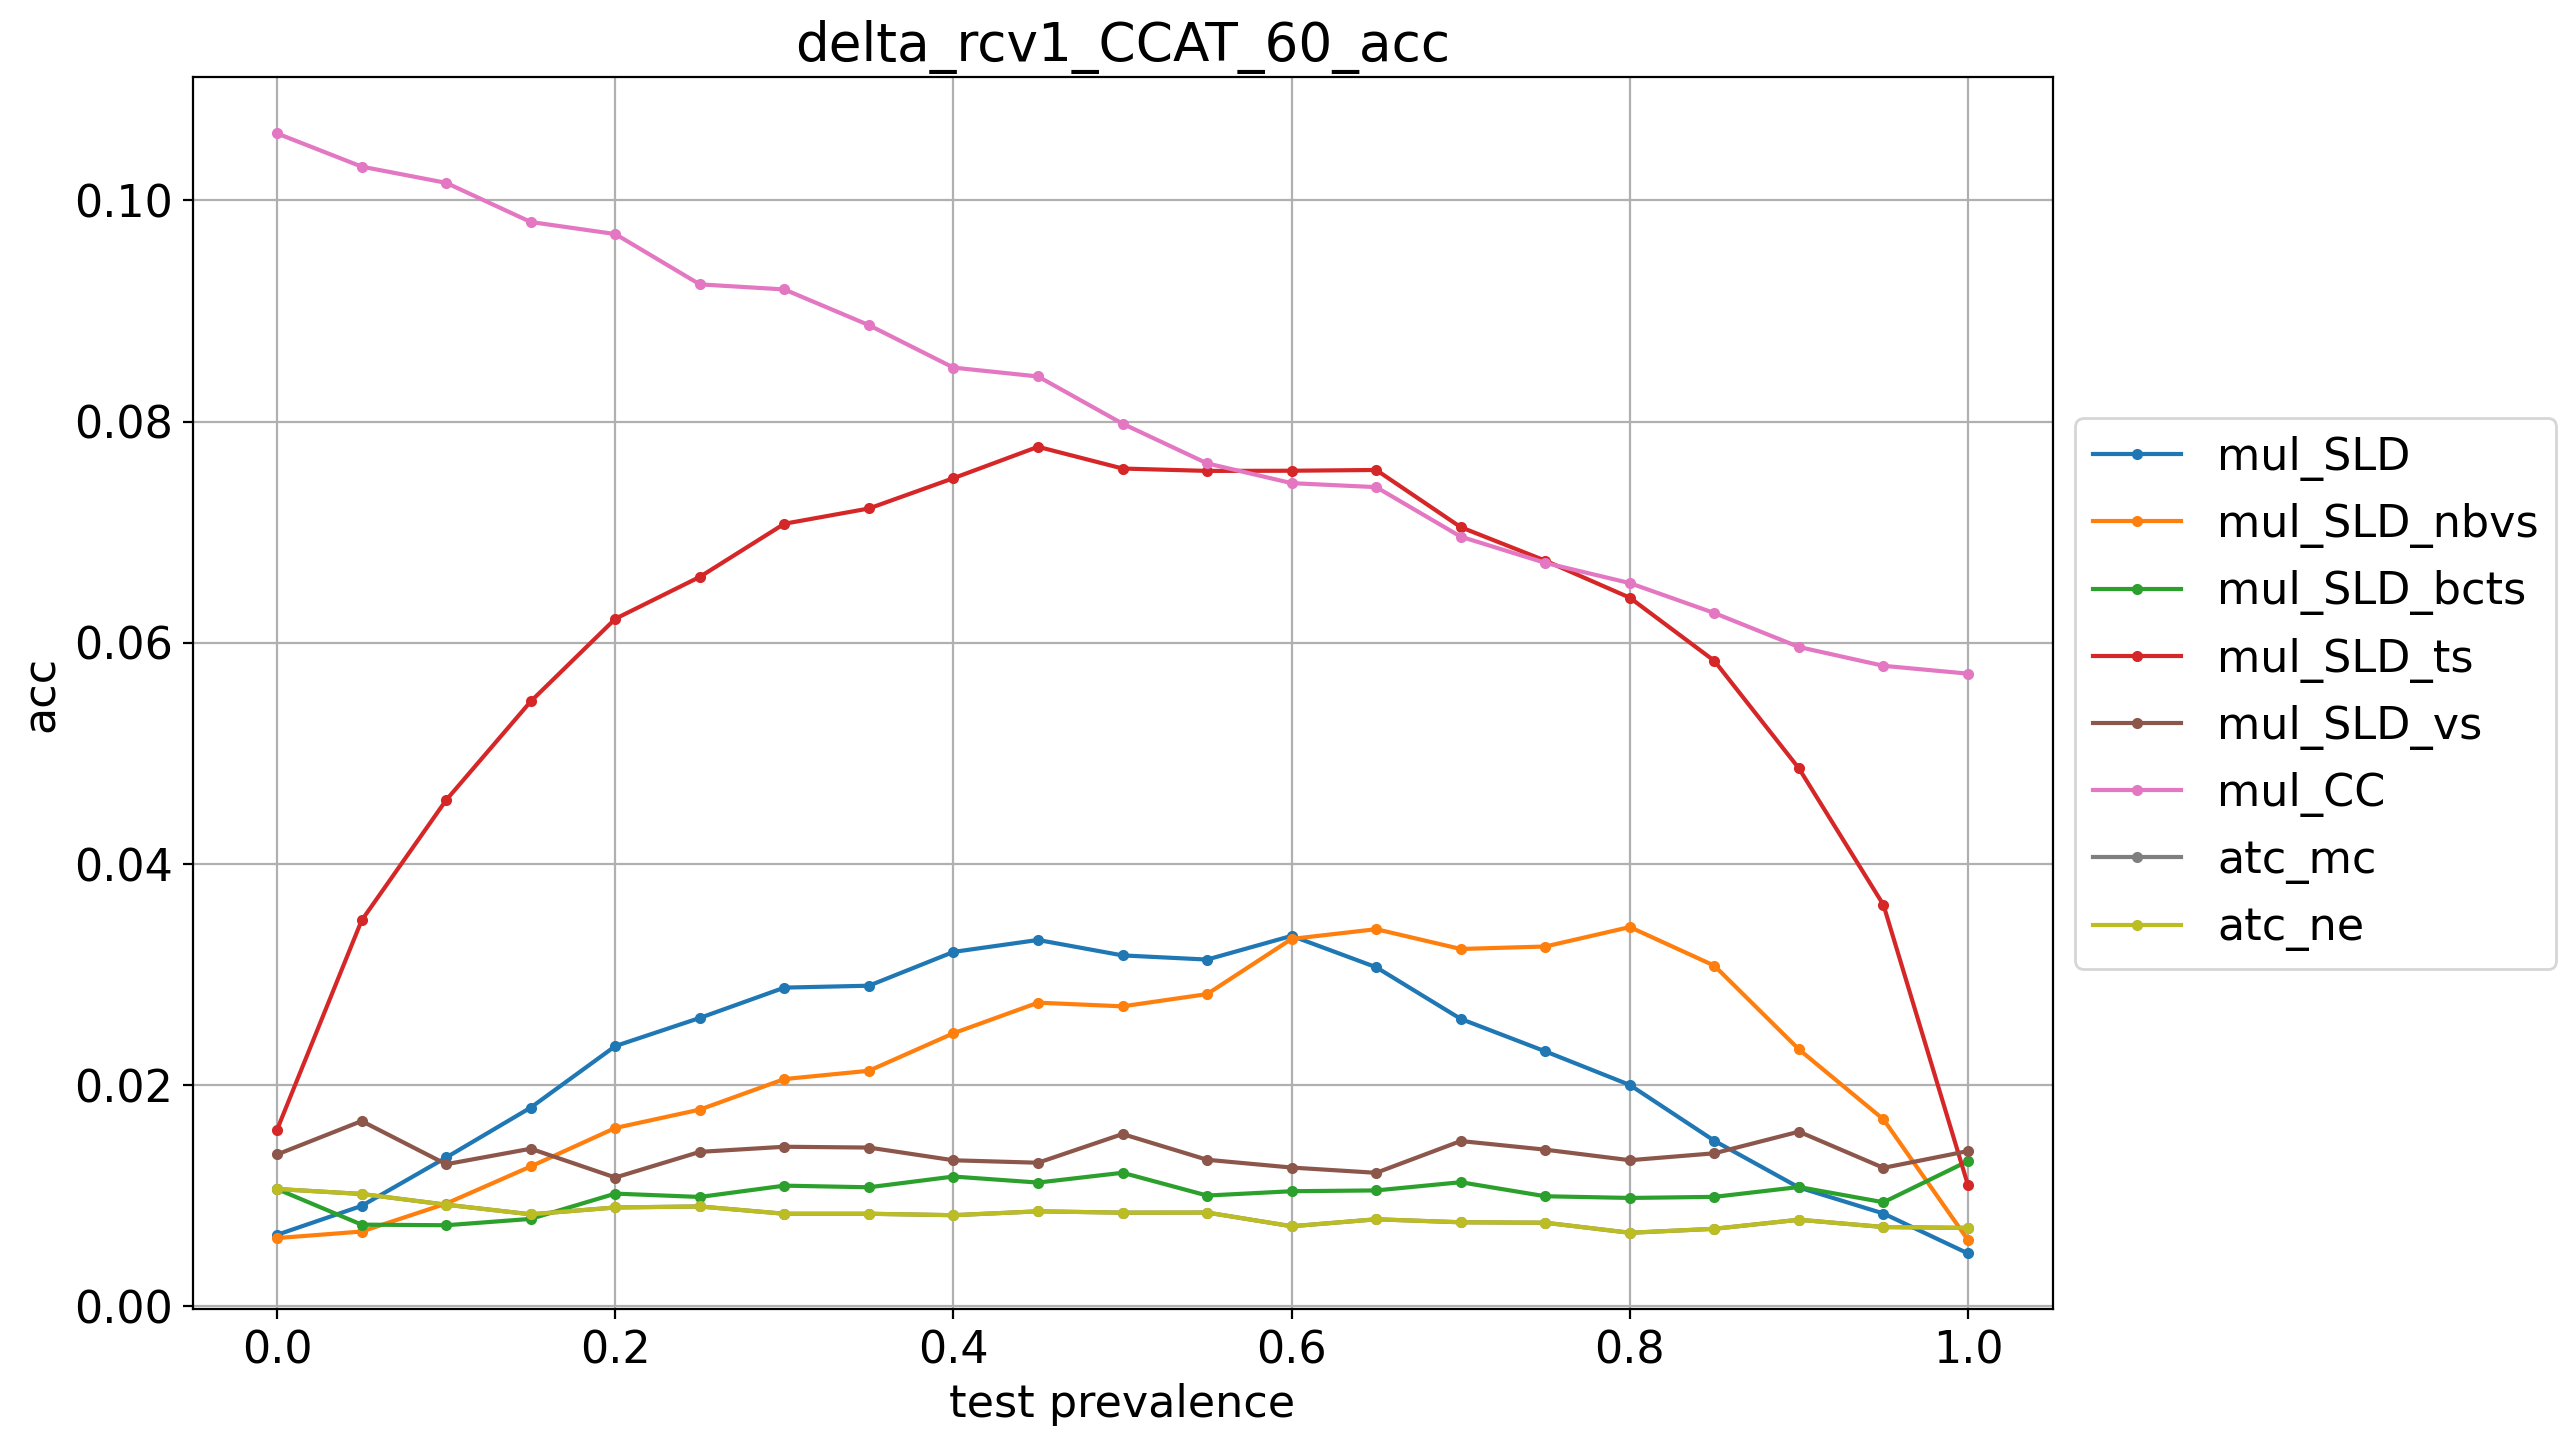 delta_rcv1_CCAT_60_acc
acc
0.10
0.08
0.06
0.04
0.02
0.00
0.0 0.2 0.4 0.6 0.8 1.0
test prevalence
mul_SLD
mul_SLD_nbvs
mul_SLD_bcts
mul_SLD_ts
mul_SLD_vs
mul_CC
atc_mc
atc_ne